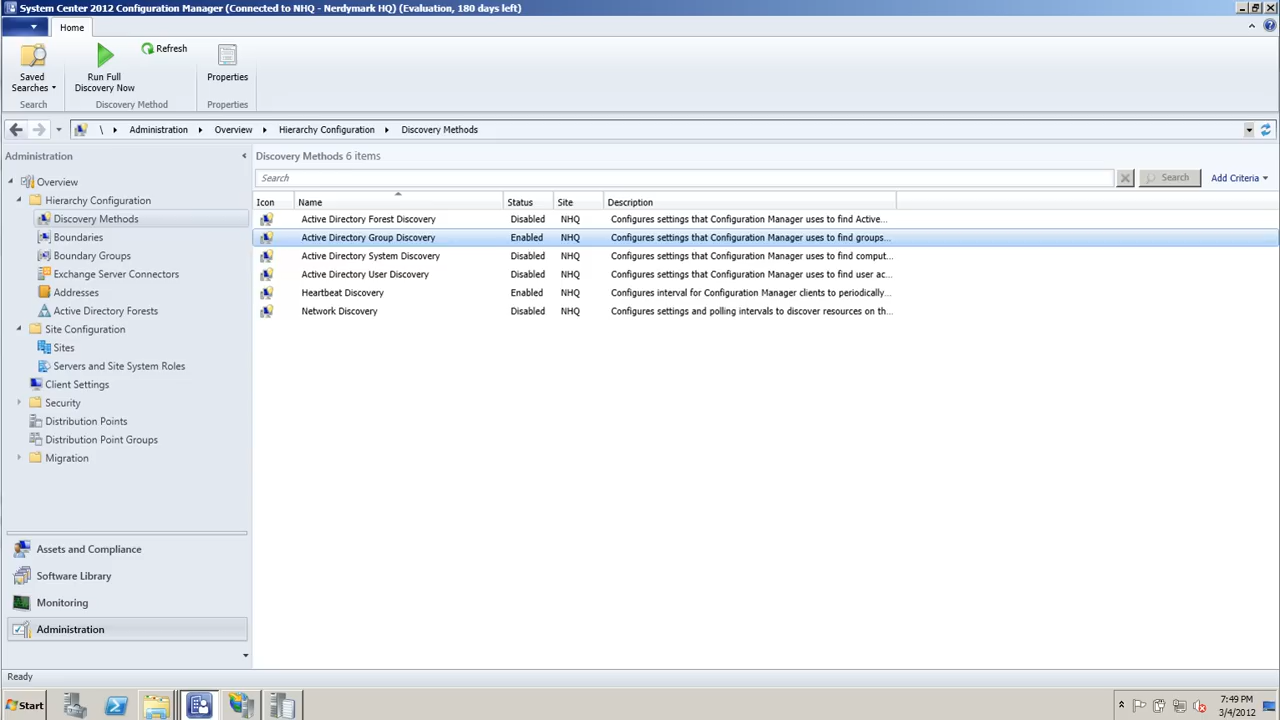 System Center 2012 Configuration Manager (Connected to NHQ - Nerdymark HQ) (Evaluation, 180 days left)
Home
Saved Searches
Run Full Discovery Now
Refresh
Properties
Search
Discovery Method
Properties
\ Administration Overview Hierarchy Configuration Discovery Methods
Administration
Overview
Hierarchy Configuration
Discovery Methods
Boundaries
Boundary Groups
Exchange Server Connectors
Addresses
Active Directory Forests
Site Configuration
Sites
Servers and Site System Roles
Client Settings
Security
Distribution Points
Distribution Point Groups
Migration
Assets and Compliance
Software Library
Monitoring
Administration
Discovery Methods 6 items
Search Search Add Criteria
Icon Name Status Site Description
Active Directory Forest Discovery Disabled NHQ Configures settings that Configuration Manager uses to find Active...
Active Directory Group Discovery Enabled NHQ Configures settings that Configuration Manager uses to find groups...
Active Directory System Discovery Disabled NHQ Configures settings that Configuration Manager uses to find comput...
Active Directory User Discovery Disabled NHQ Configures settings that Configuration Manager uses to find user ac...
Heartbeat Discovery Enabled NHQ Configures interval for Configuration Manager clients to periodically...
Network Discovery Disabled NHQ Configures settings and polling intervals to discover resources on th...
Ready
Start
7:49 PM
3/4/2012